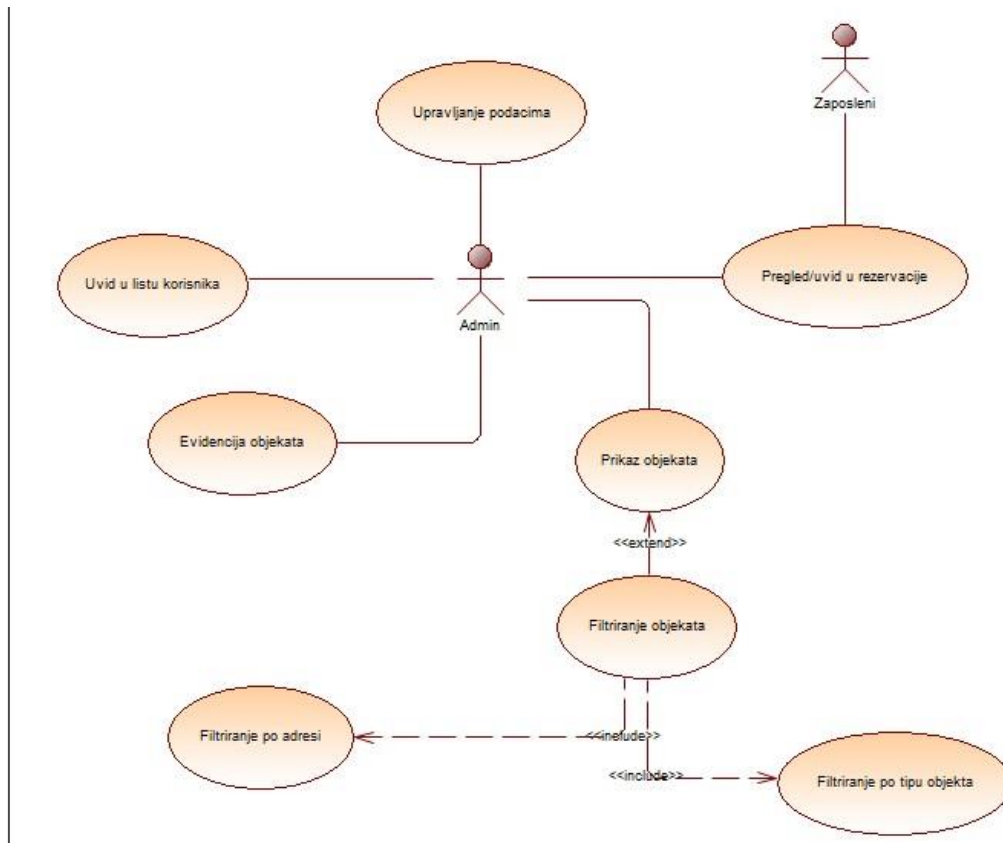 Zaposleni
Upravljanje podacima
Uvid u listu korisnika
Pregled/uvid u rezervacije
Admin
Evidencija objekata
Prikaz objekata
<<extend>>
Filtriranje objekata
Filtriranje po adresi
<<include>>
<<include>>
Filtriranje po tipu objekta